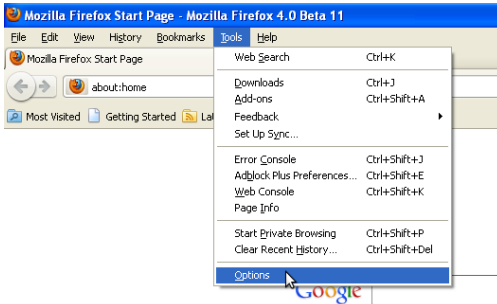 Mozilla Firefox Start Page - Mozilla Firefox 4.0 Beta 11
File Edit View History Bookmarks Tools Help
Mozilla Firefox Start Page
Web Search Ctrl+K
about:home
Downloads Ctrl+J
Add-ons Ctrl+Shift+A
Most Visited Getting Started
Feedback
Set Up Sync...
Error Console Ctrl+Shift+J
Adblock Plus Preferences... Ctrl+Shift+E
Web Console Ctrl+Shift+K
Page Info
Start Private Browsing Ctrl+Shift+P
Clear Recent History... Ctrl+Shift+Del
Options
Google